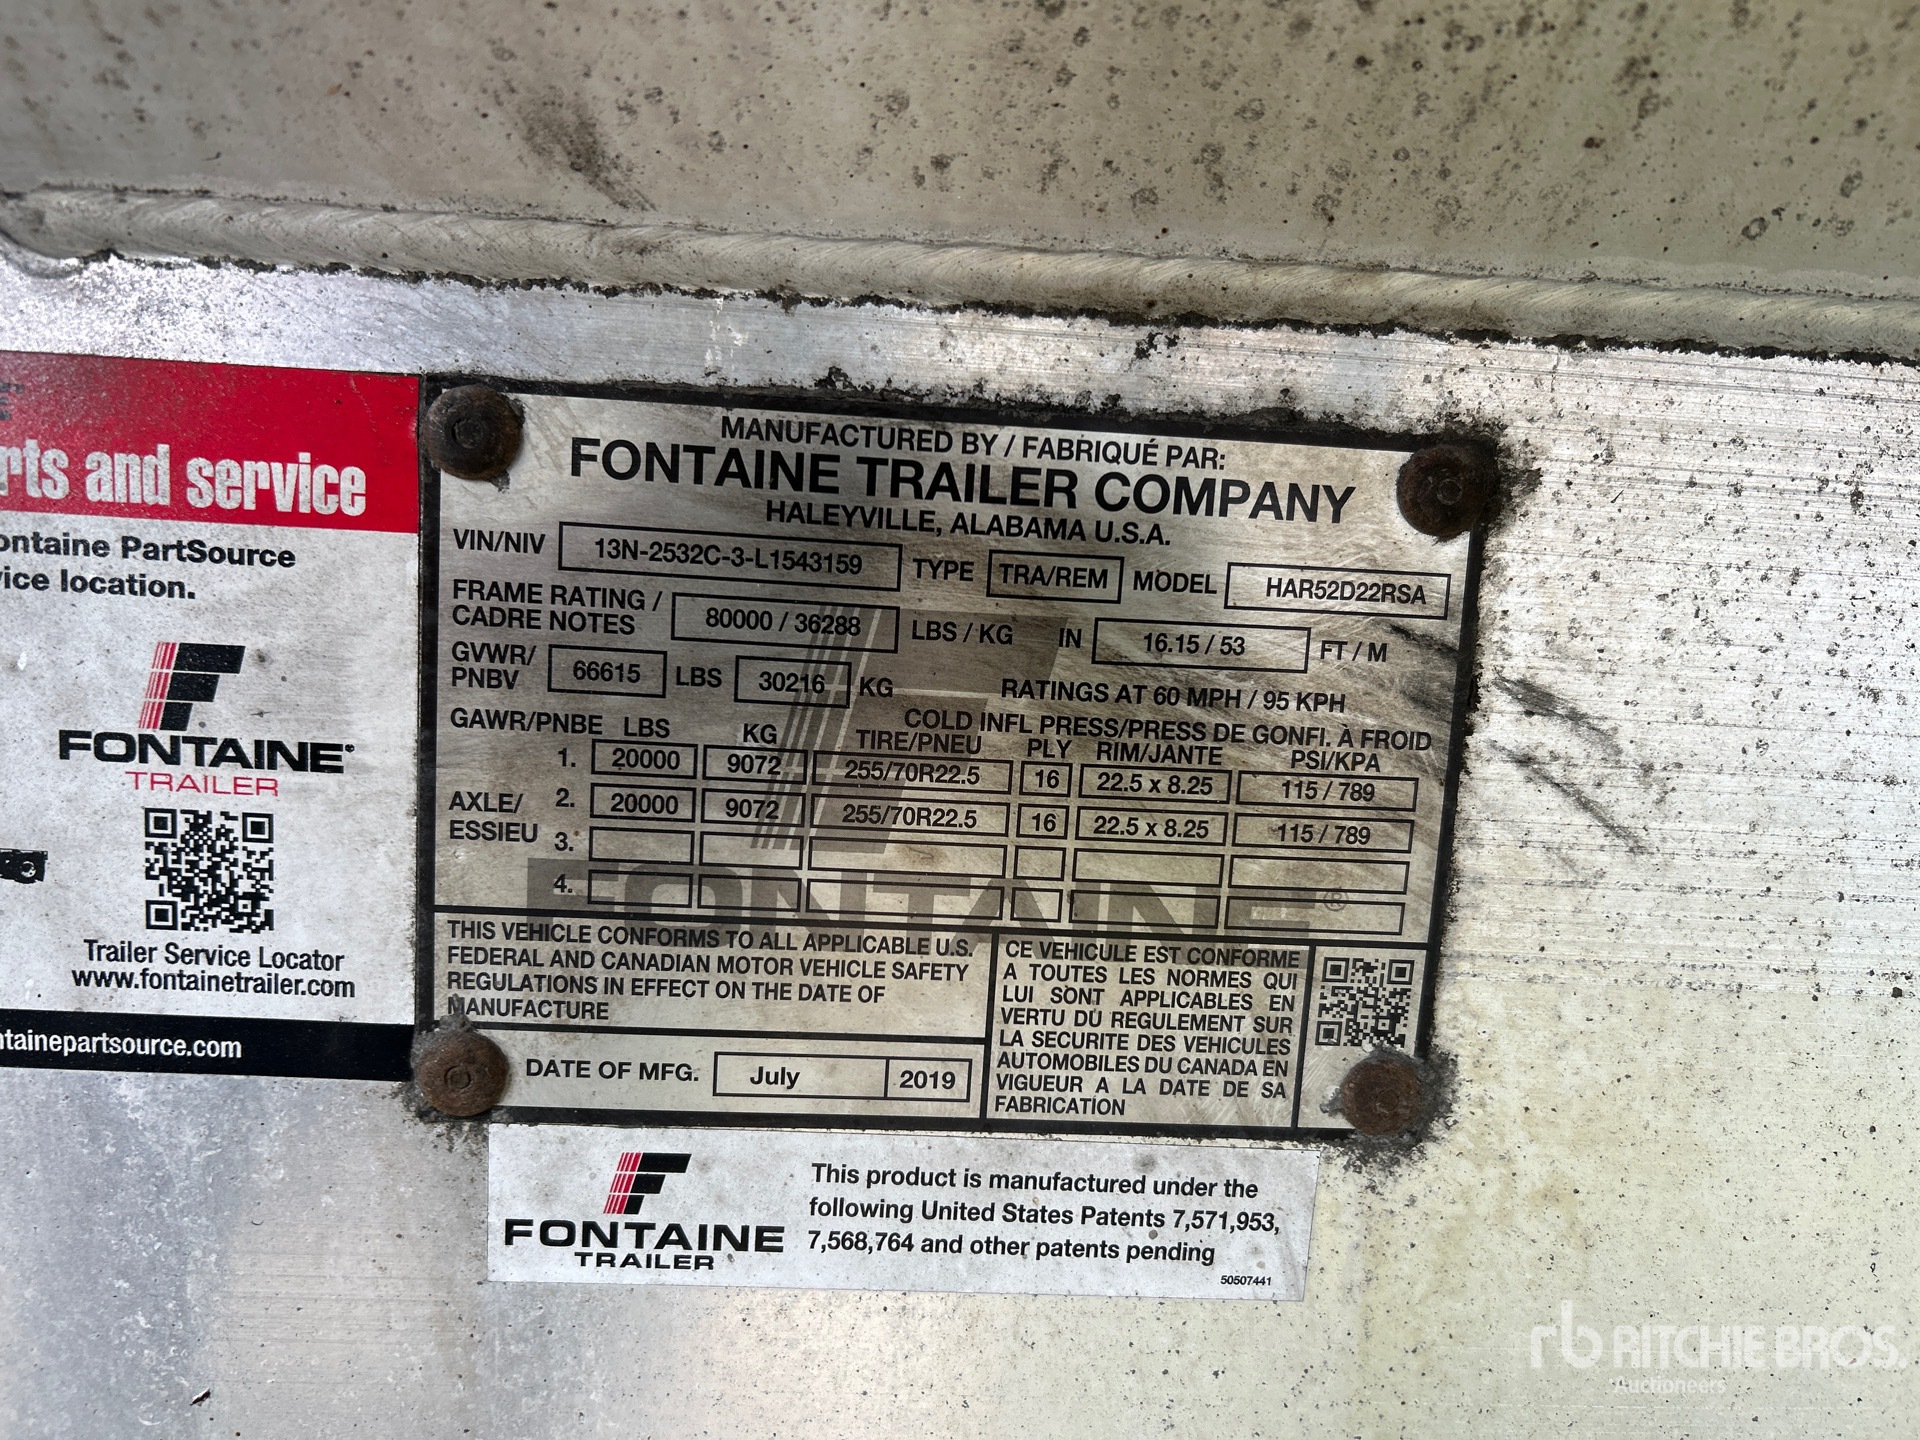 rts and service
ontaine PartSource
ice location.
FONTAINE
TRAILER
Trailer Service Locator
www.fontainetrailer.com
ntainepartsource.com
MANUFACTURED BY / FABRIQUÉ PAR:
FONTAINE TRAILER COMPANY
HALEYVILLE, ALABAMA U.S.A.
VIN/NIV 13N-2532C-3-L1543159 TYPE TRA/REM MODEL HAR52D22RSA
FRAME RATING / CADRE NOTES 80000 / 36288 LBS / KG IN 16.15 / 53 FT / M
GVWR/ PNBV 66615 LBS 30216 KG RATINGS AT 60 MPH / 95 KPH
COLD INFL PRESS/PRESS DE GONFI. À FROID
GAWR/PNBE LBS KG TIRE/PNEU PLY RIM/JANTE PSI/KPA
AXLE/ ESSIEU
1. 20000 9072 255/70R22.5 16 22.5 x 8.25 115 / 789
2. 20000 9072 255/70R22.5 16 22.5 x 8.25 115 / 789
3.
4.
FONTAINE ®
THIS VEHICLE CONFORMS TO ALL APPLICABLE U.S.
FEDERAL AND CANADIAN MOTOR VEHICLE SAFETY
REGULATIONS IN EFFECT ON THE DATE OF
MANUFACTURE
DATE OF MFG. July 2019
CE VEHICULE EST CONFORME
A TOUTES LES NORMES QUI
LUI SONT APPLICABLES EN
VERTU DU REGULEMENT SUR
LA SECURITE DES VEHICULES
AUTOMOBILES DU CANADA EN
VIGUEUR A LA DATE DE SA
FABRICATION
FONTAINE
TRAILER
This product is manufactured under the
following United States Patents 7,571,953,
7,568,764 and other patents pending
50507441
rb RITCHIE BROS.
Auctioneers